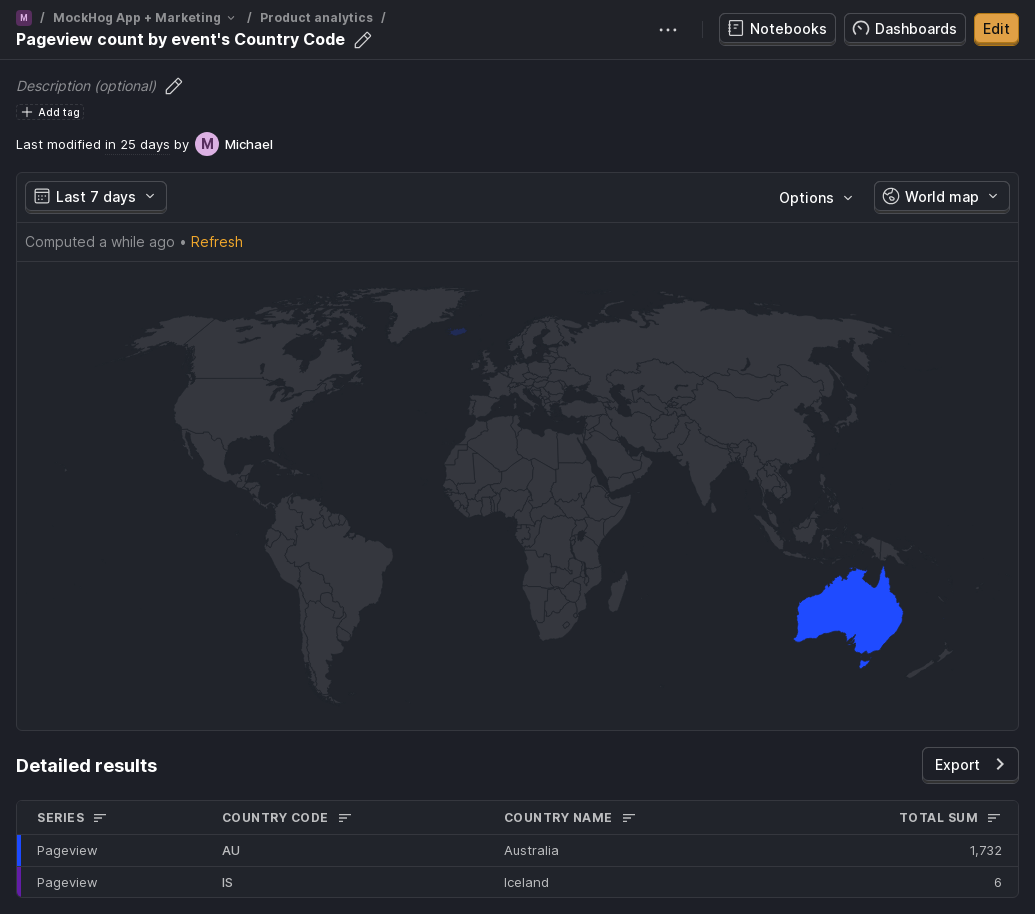 M / MockHog App + Marketing / Product analytics /
Pageview count by event's Country Code
Notebooks
Dashboards
Edit
Description (optional)
Add tag
Last modified in 25 days by M Michael
Last 7 days
Options
World map
Computed a while ago • Refresh
Detailed results
Export
SERIES COUNTRY CODE COUNTRY NAME TOTAL SUM
Pageview AU Australia 1,732
Pageview IS Iceland 6